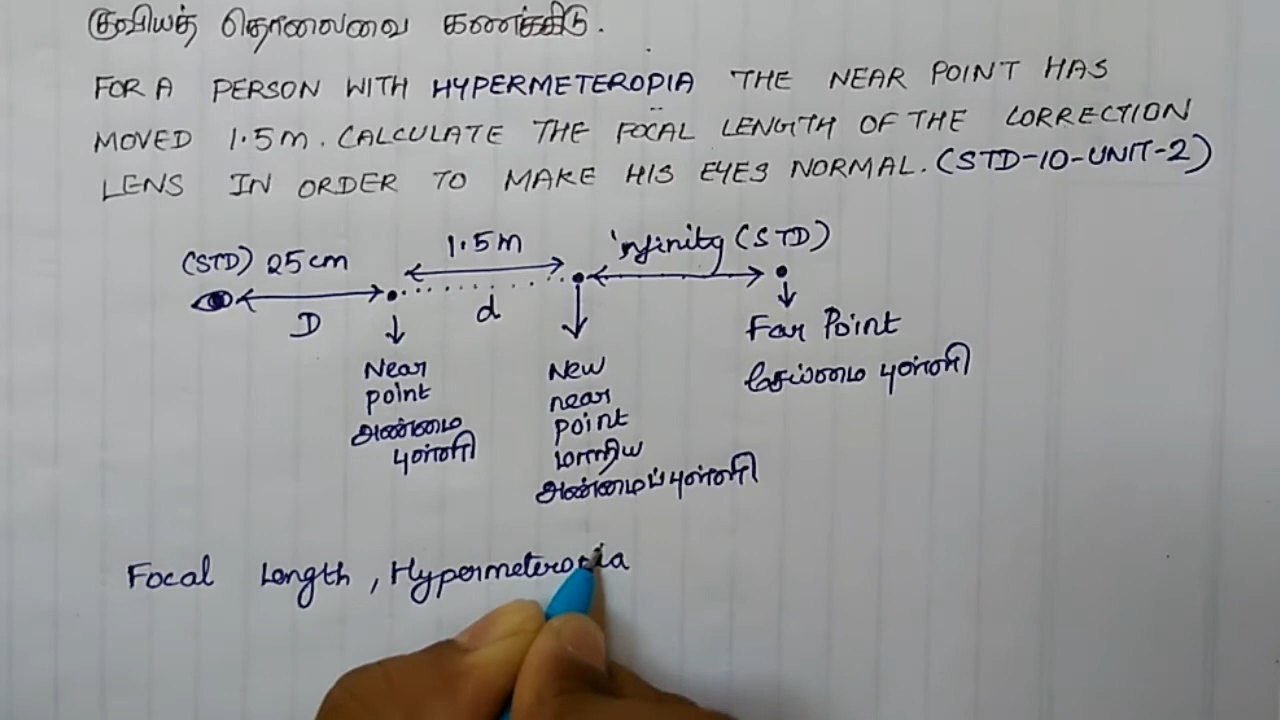 குவியத் தொலைவை கணக்கிடு.
FOR A PERSON WITH HYPERMETEROPIA THE NEAR POINT HAS
MOVED 1.5m. CALCULATE THE FOCAL LENGTH OF THE CORRECTION
LENS IN ORDER TO MAKE HIS EYES NORMAL. (STD-10-UNIT-2)
(STD) 25cm
1.5m
infinity (STD)
D
d
Near
point
அண்மை
புள்ளி
New
near
point
மாறிய
அண்மைப்புள்ளி
Far Point
சேய்மை புள்ளி
Focal Length, Hypermeteropia